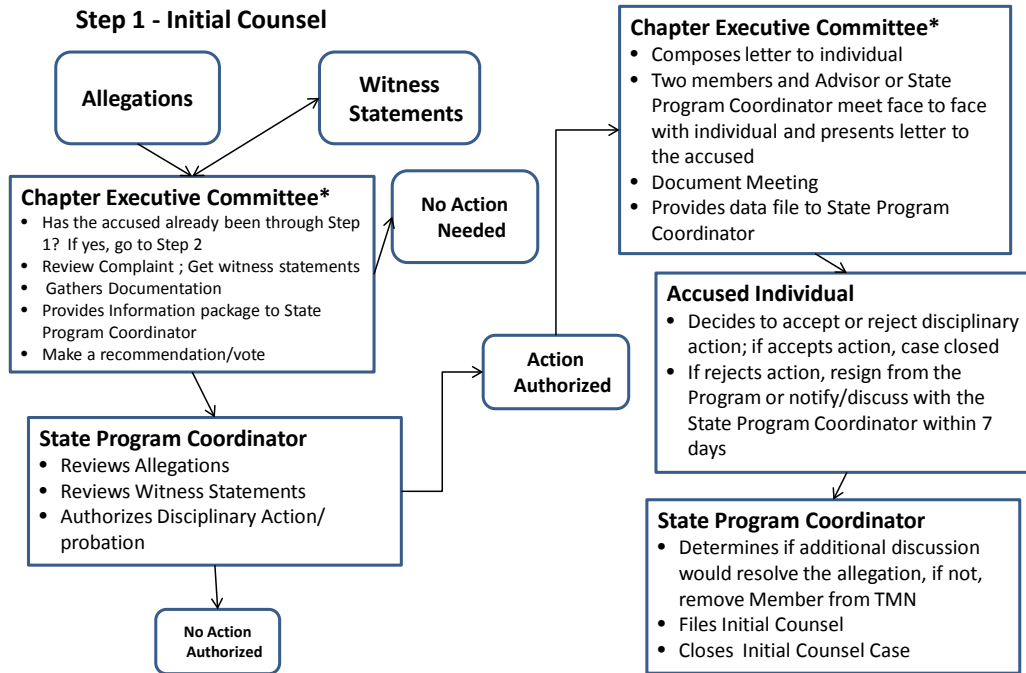 Step 1 - Initial Counsel
Allegations
Witness
Statements
Chapter Executive Committee*
• Has the accused already been through Step
1? If yes, go to Step 2
• Review Complaint ; Get witness statements
• Gathers Documentation
• Provides Information package to State
Program Coordinator
• Make a recommendation/vote
No Action
Needed
State Program Coordinator
• Reviews Allegations
• Reviews Witness Statements
• Authorizes Disciplinary Action/
probation
No Action
Authorized
Action
Authorized
Chapter Executive Committee*
• Composes letter to individual
• Two members and Advisor or State
Program Coordinator meet face to face
with individual and presents letter to
the accused
• Document Meeting
• Provides data file to State Program
Coordinator
Accused Individual
• Decides to accept or reject disciplinary
action; if accepts action, case closed
• If rejects action, resign from the
Program or notify/discuss with the
State Program Coordinator within 7
days
State Program Coordinator
• Determines if additional discussion
would resolve the allegation, if not,
remove Member from TMN
• Files Initial Counsel
• Closes Initial Counsel Case